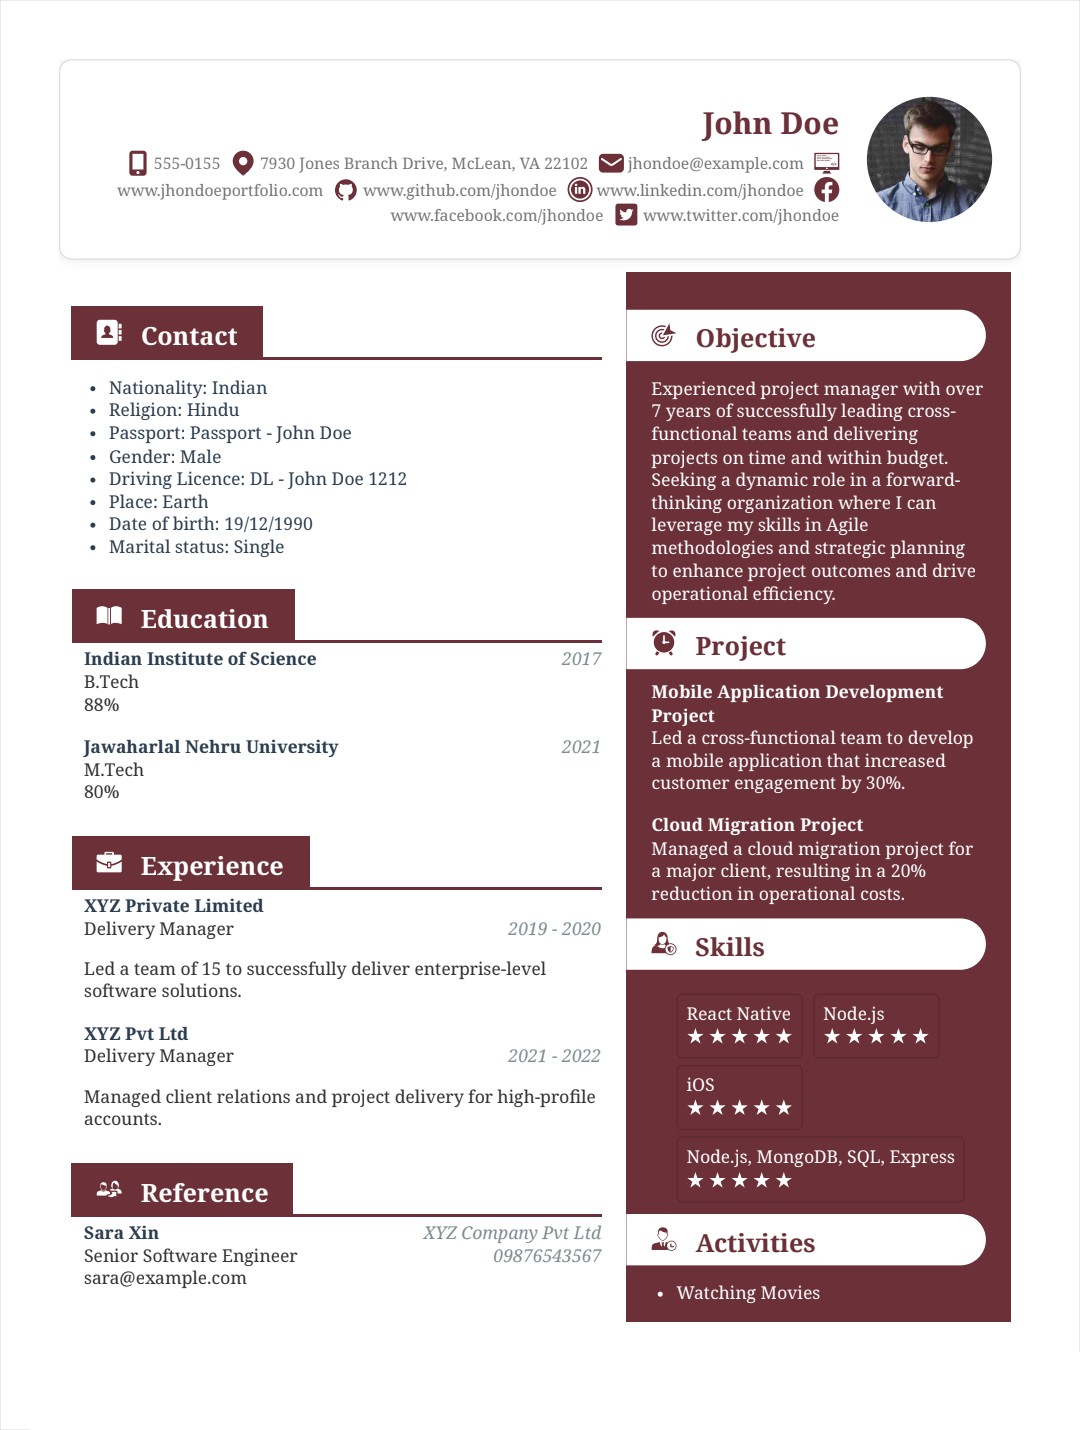 John Doe
555-0155 7930 Jones Branch Drive, McLean, VA 22102 jhondoe@example.com
www.jhondoeportfolio.com www.github.com/jhondoe www.linkedin.com/jhondoe
www.facebook.com/jhondoe www.twitter.com/jhondoe
Contact
• Nationality: Indian
• Religion: Hindu
• Passport: Passport - John Doe
• Gender: Male
• Driving Licence: DL - John Doe 1212
• Place: Earth
• Date of birth: 19/12/1990
• Marital status: Single
Education
Indian Institute of Science 2017
B.Tech
88%
Jawaharlal Nehru University 2021
M.Tech
80%
Experience
XYZ Private Limited
Delivery Manager 2019 - 2020
Led a team of 15 to successfully deliver enterprise-level
software solutions.
XYZ Pvt Ltd
Delivery Manager 2021 - 2022
Managed client relations and project delivery for high-profile
accounts.
Reference
Sara Xin XYZ Company Pvt Ltd
Senior Software Engineer 09876543567
sara@example.com
Objective
Experienced project manager with over
7 years of successfully leading cross-
functional teams and delivering
projects on time and within budget.
Seeking a dynamic role in a forward-
thinking organization where I can
leverage my skills in Agile
methodologies and strategic planning
to enhance project outcomes and drive
operational efficiency.
Project
Mobile Application Development
Project
Led a cross-functional team to develop
a mobile application that increased
customer engagement by 30%.
Cloud Migration Project
Managed a cloud migration project for
a major client, resulting in a 20%
reduction in operational costs.
Skills
React Native Node.js
★★★★★ ★★★★★
iOS
★★★★★
Node.js, MongoDB, SQL, Express
★★★★★
Activities
• Watching Movies